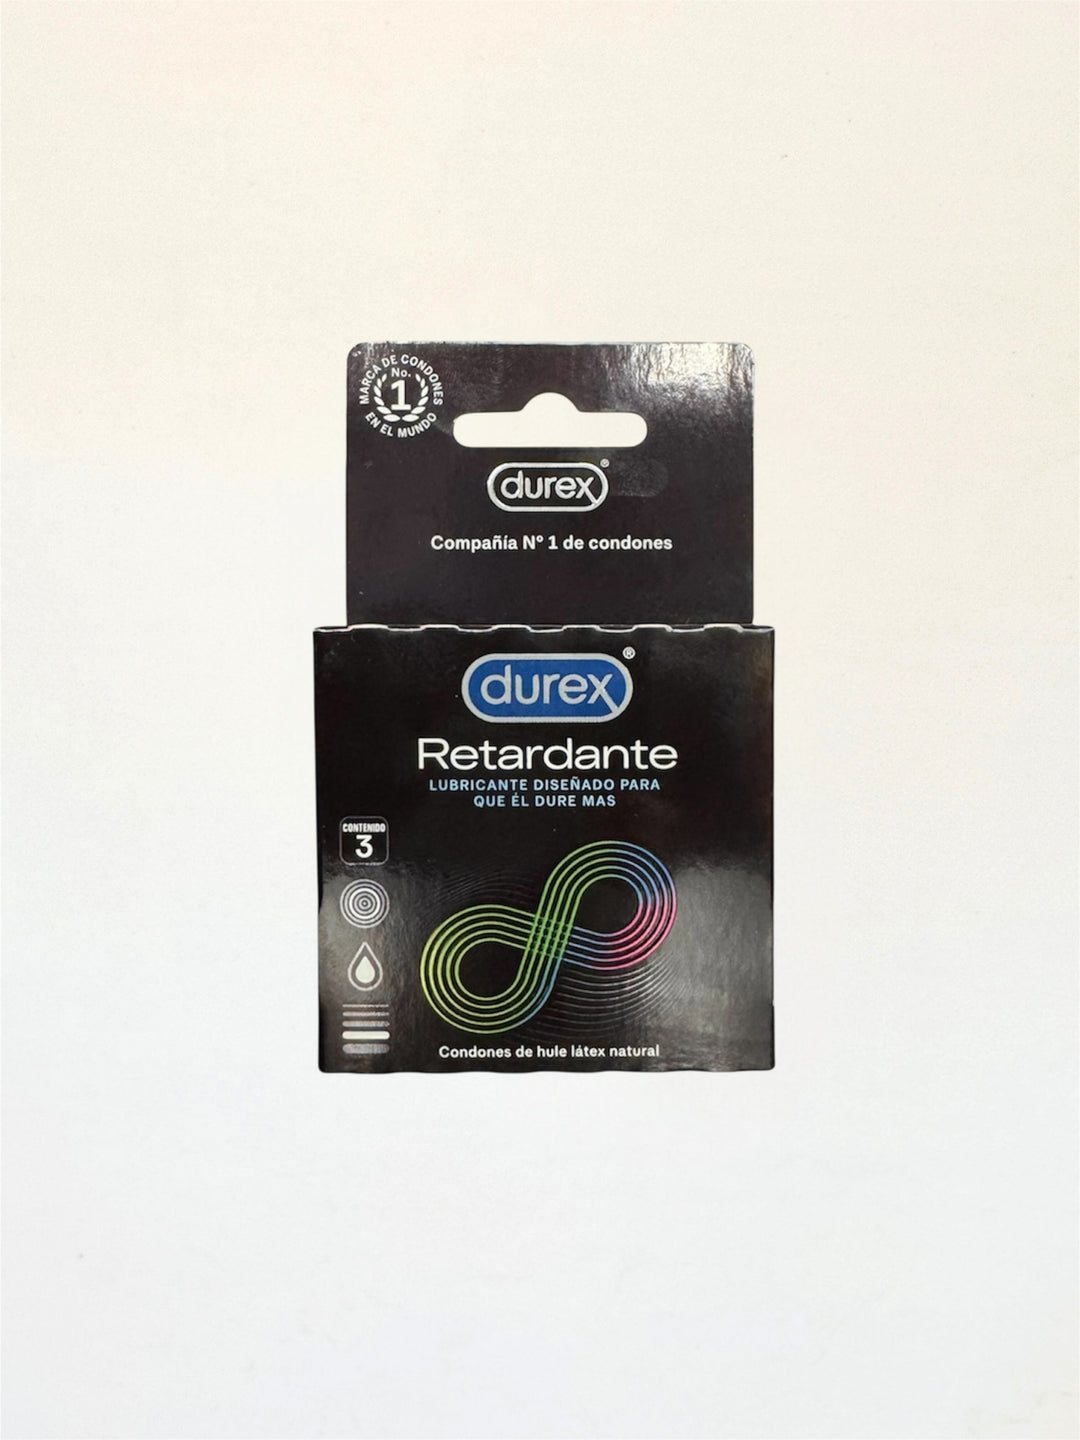 MARCA DE CONDONES
No.
1
EN EL MUNDO
durex®
Compañía Nº 1 de condones
durex®
Retardante
LUBRICANTE DISEÑADO PARA
QUE ÉL DURE MAS
CONTENIDO
3
Condones de hule látex natural